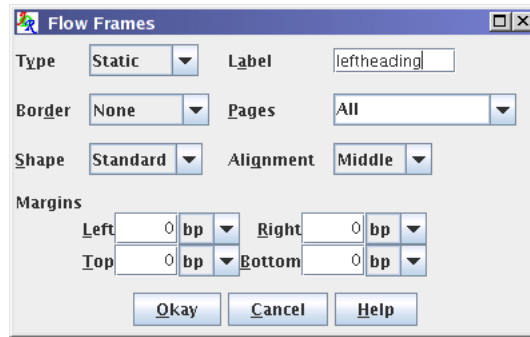 Flow Frames
Type Static Label leftheading
Border None Pages All
Shape Standard Alignment Middle
Margins
Left 0 bp Right 0 bp
Top 0 bp Bottom 0 bp
Okay Cancel Help